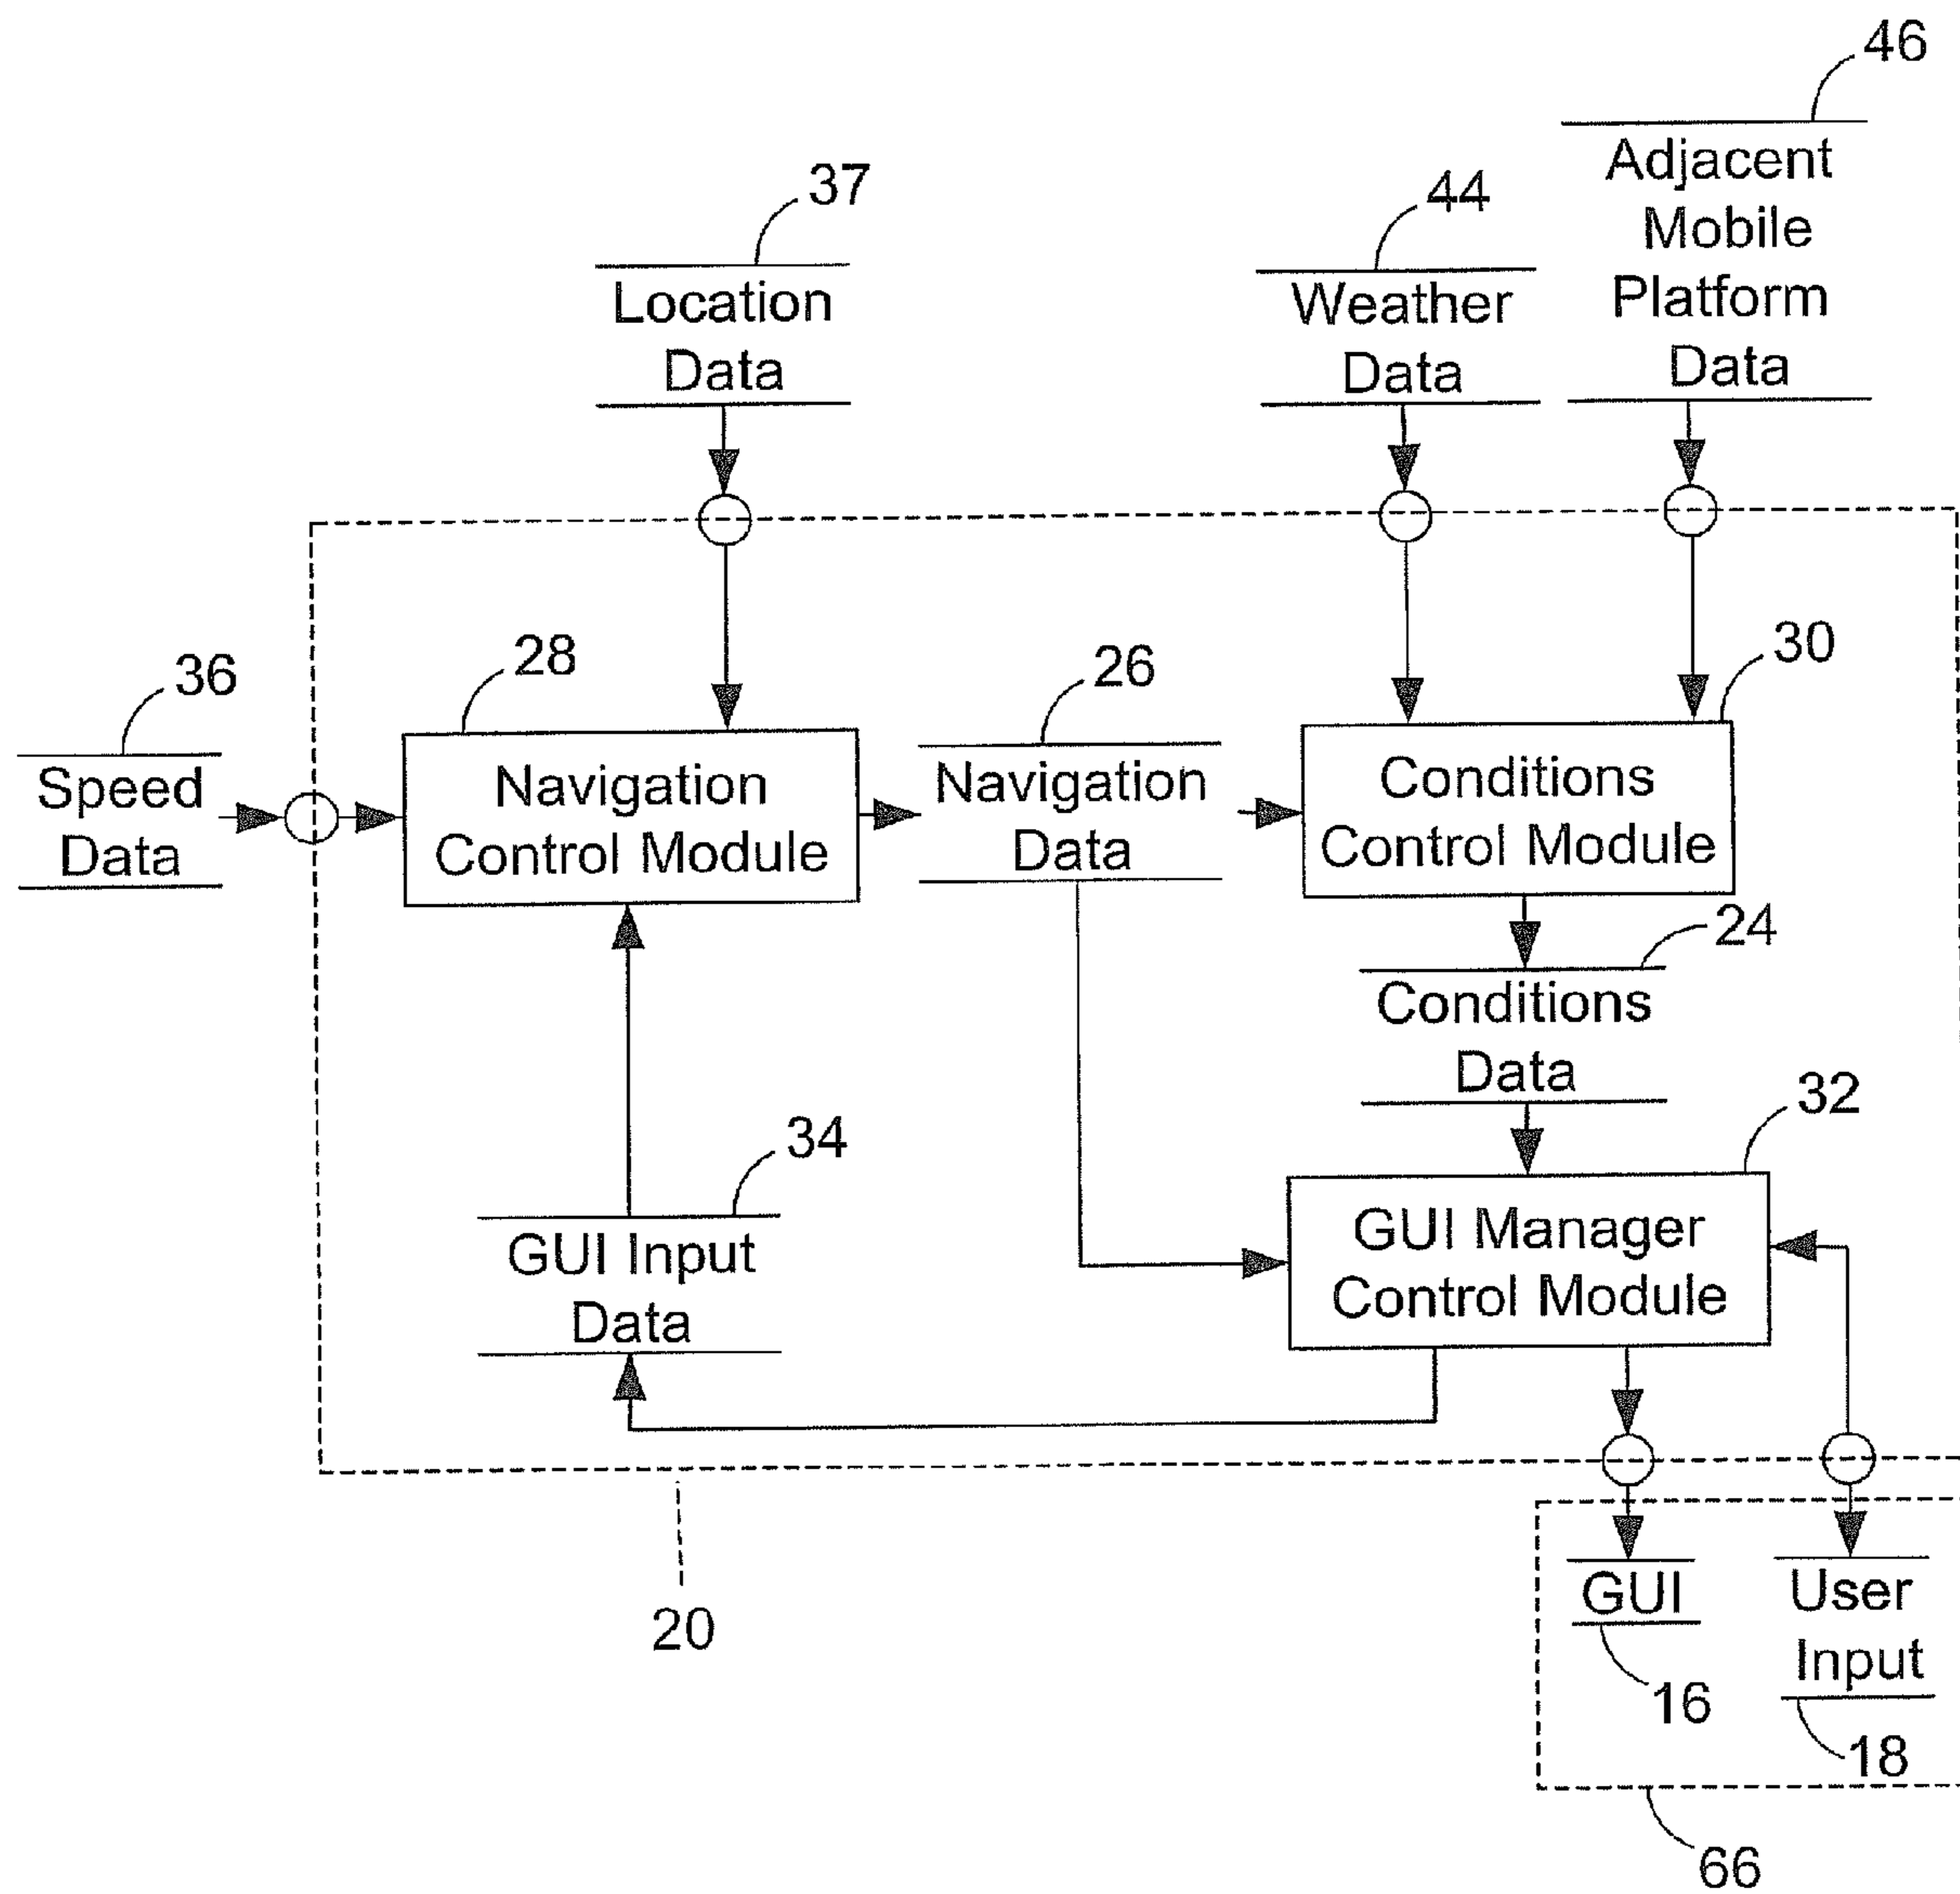 46
Adjacent
Mobile
Platform
Data
37
Location
Data
44
Weather
Data
36
Speed
Data
28
Navigation
Control Module
26
Navigation
Data
30
Conditions
Control Module
24
Conditions
Data
34
GUI Input
Data
32
GUI Manager
Control Module
20
GUI
16
User
Input
18
66